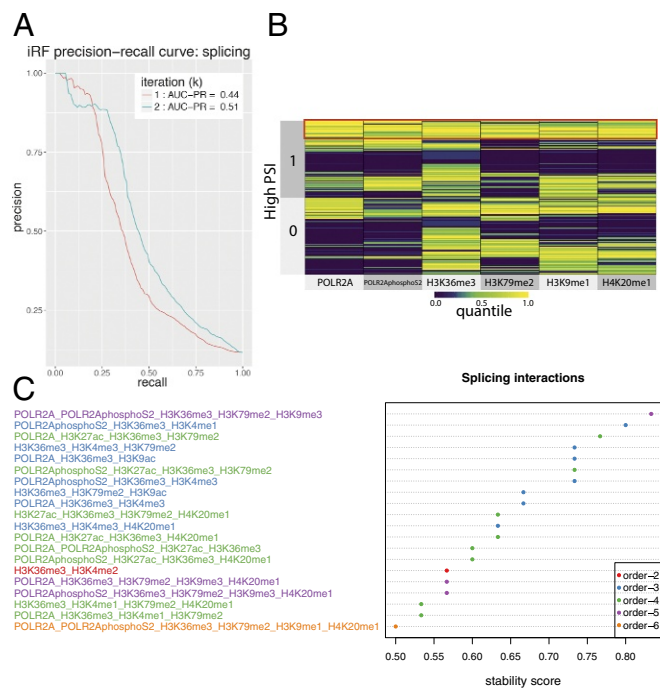 A
iRF precision-recall curve: splicing
iteration (k)
1 : AUC-PR = 0.44
2 : AUC-PR = 0.51
1.00
0.75
0.50
0.25
precision
0.00 0.25 0.50 0.75 1.00
recall
B
High PSI
1
0
POLR2A POLR2AphosphoS2 H3K36me3 H3K79me2 H3K9me1 H4K20me1
0.0 0.5 1.0
quantile
C
Splicing interactions
POLR2A_POLR2AphosphoS2_H3K36me3_H3K79me2_H3K9me3
POLR2AphosphoS2_H3K36me3_H3K4me1
POLR2A_H3K27ac_H3K36me3_H3K79me2
H3K36me3_H3K4me3_H3K79me2
POLR2A_H3K36me3_H3K9ac
POLR2AphosphoS2_H3K27ac_H3K36me3_H3K79me2
POLR2AphosphoS2_H3K36me3_H3K4me3
H3K36me3_H3K79me2_H3K9ac
POLR2A_H3K36me3_H3K4me3
H3K27ac_H3K36me3_H3K79me2_H4K20me1
H3K36me3_H3K4me3_H4K20me1
POLR2A_H3K27ac_H3K36me3_H4K20me1
POLR2A_POLR2AphosphoS2_H3K27ac_H3K36me3
POLR2AphosphoS2_H3K27ac_H3K36me3_H4K20me1
H3K36me3_H3K4me2
POLR2A_H3K36me3_H3K79me2_H3K9me3_H4K20me1
POLR2AphosphoS2_H3K36me3_H3K79me2_H3K9me3_H4K20me1
H3K36me3_H3K4me1_H3K79me2_H4K20me1
POLR2A_H3K36me3_H3K4me1_H3K79me2
POLR2A_POLR2AphosphoS2_H3K36me3_H3K79me2_H3K9me1_H4K20me1
order-2
order-3
order-4
order-5
order-6
0.50 0.55 0.60 0.65 0.70 0.75 0.80
stability score